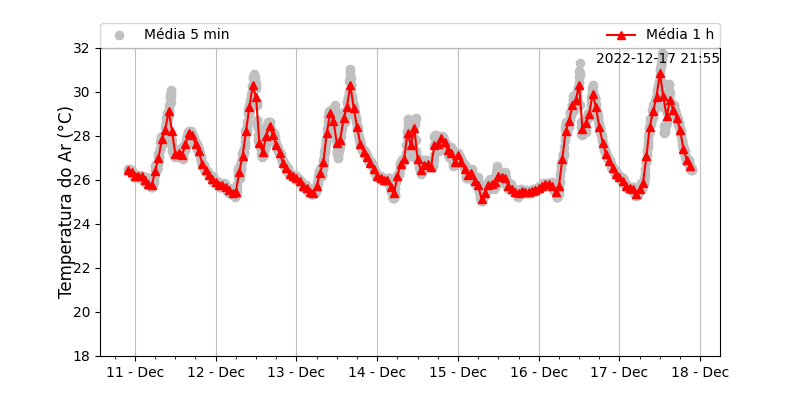 Média 5 min
Média 1 h
2022-12-17 21:55
Temperatura do Ar (°C)
32
30
28
26
24
22
20
18
11 - Dec
12 - Dec
13 - Dec
14 - Dec
15 - Dec
16 - Dec
17 - Dec
18 - Dec